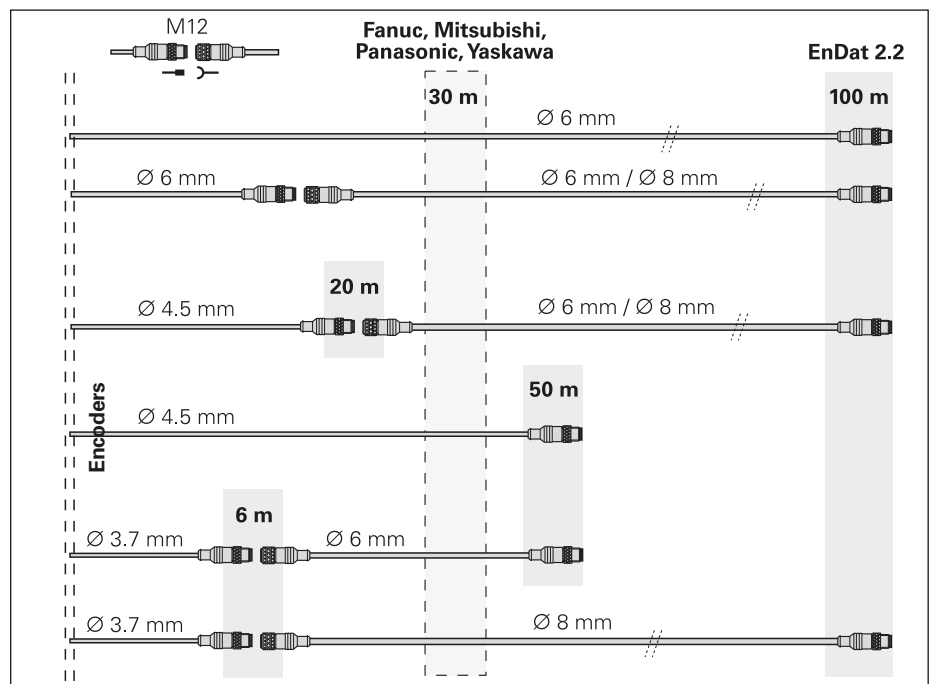 M12
Fanuc, Mitsubishi,
Panasonic, Yaskawa
EnDat 2.2
30 m
100 m
Ø 6 mm
Ø 6 mm
Ø 6 mm / Ø 8 mm
20 m
Ø 4.5 mm
Ø 6 mm / Ø 8 mm
Encoders
50 m
Ø 4.5 mm
6 m
Ø 3.7 mm
Ø 6 mm
Ø 3.7 mm
Ø 8 mm